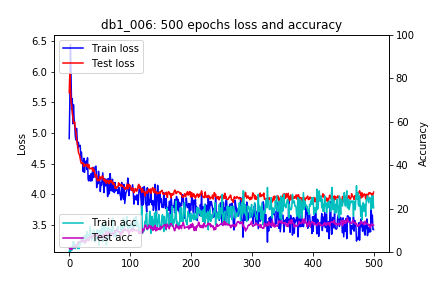 db1_006: 500 epochs loss and accuracy
6.5
6.0
5.5
5.0
4.5
4.0
3.5
Loss
Train loss
Test loss
Train acc
Test acc
100
80
60
40
20
0
Accuracy
0 100 200 300 400 500